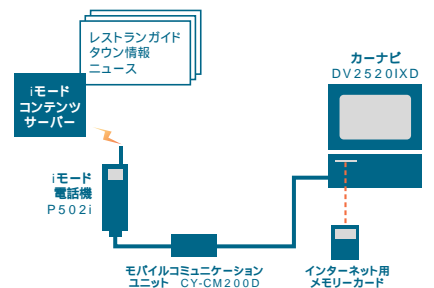 レストランガイド
タウン情報
ニュース
iモード
コンテンツ
サーバー
カーナビ
DV2520IXD
iモード
電話機
P502i
モバイルコミュニケーション
ユニット CY-CM200D
インターネット用
メモリーカード